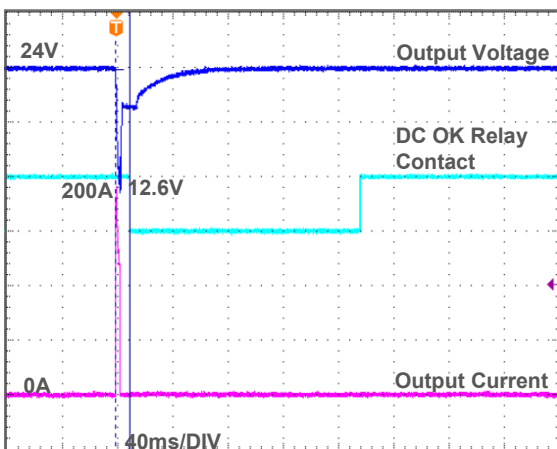 T
24V
Output Voltage
DC OK Relay
Contact
200A
12.6V
0A
Output Current
40ms/DIV